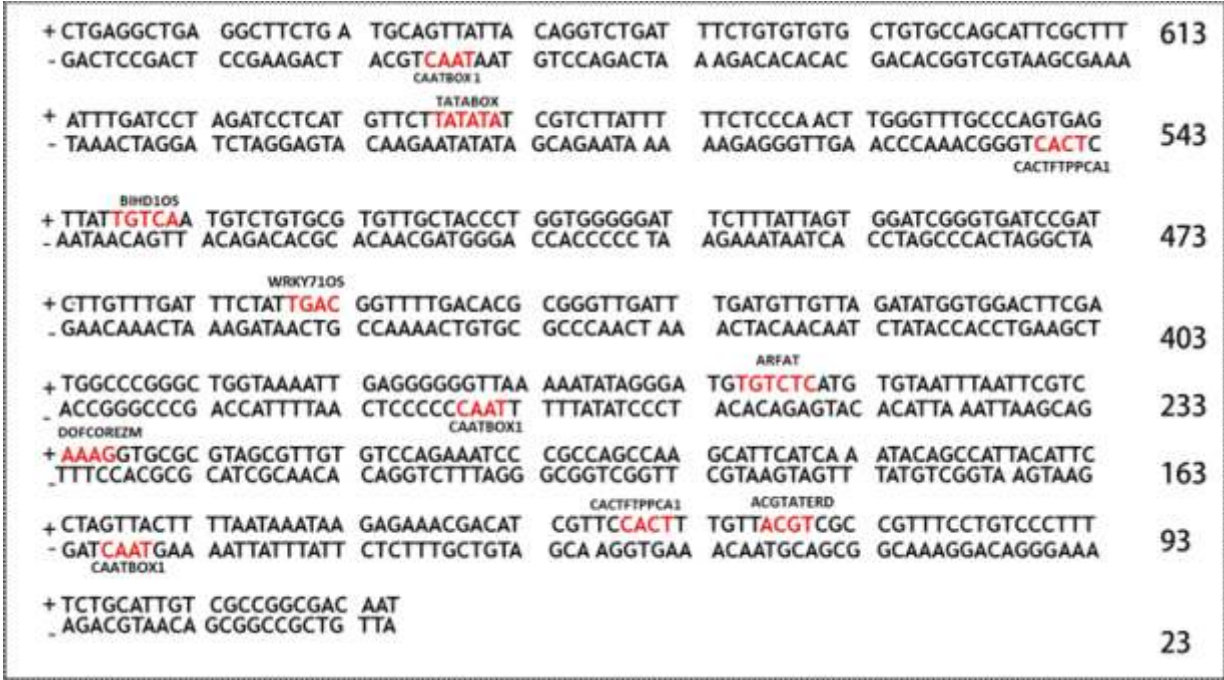 + CTGAGGCTGA GGCTTCTG A TGCAGTTATTA CAGGTCTGAT TTCTGTGTGTG CTGTGCCAGCATTCGCTTT 613
- GACTCCGACT CCGAAGACT ACGTCAATAAT GTCCAGACTA A AGACACACAC GACACGGTCGTAAGCGAAA
CAATBOX1
TATABOX
+ ATTTGATCCT AGATCCTCAT GTTCTTATATAT CGTCTTATTT TTCTCCCA ACTT TGGGTTTGCCCAGTGAG
- TAAACTAGGA TCTAGGAGTA CAAGAATATATA GCAGAATA AA AAGAGGGTTGA ACCCAAACGGGTCACTC 543
CACTFTPPCA1
BIHD1OS
+ TTATTGTCAA TGTCTGTGCG TGTTGCTACCCT GGTGGGGGAT TCTTTATTAGT GGATCGGGTGATCCGAT
- AATAACAGTT ACAGACACGC ACAACGATGGGA CCACCCCC TA AGAAATAATCA CCTAGCCCACTAGGCTA 473
WRKY71OS
+ C:TTGTTTGAT TTCTATTGAC GGTTTTGACACG CGGGTTGATT TGATGTTGTTA GATATGGTGGACTTCGA
- GAACAAACTA AAGATAACTG CCAAAACTGTGC GCCCAACT AA ACTACAACAAT CTATACCACCTGAAGCT 403
ARFAT
+ TGGCCCGGGC TGGTAAAATT GAGGGGGGTTAA AAATATAGGGA TGTGTCTCATG TGTAATTTAATTCGTC
- ACCGGGCCCG ACCATTTTAA CTCCCCCCAATT TTTATATCCCT ACACAGAGTAC ACATTA AATTAAGCAG 233
CAATBOX1
DOFCOREZM
+ AAAGGTGCGC GTAGCGTTGT GTCCAGAAATCC CGCCAGCCAA GCATTCATCA A ATACAGCCATTACATTC
- TTTCCACGCG CATCGCAACA CAGGTCTTTAGG GCGGTCGGTT CGTAAGTAGTT TATGTCGGTA AGTAAG 163
CACTFTPPCA1 ACGTATERD
+ CTAGTTACTT TTAATAAATAA GAGAAACGACAT CGTTCCACTT TGTTACGTCGC CGTTTCCTGTCCCTTT
- GATCAATGAA AATTATTTATT CTCTTTGCTGTA GCA AGGTGAA ACAATGCAGCG GCAAAGGACAGGGAAA 93
CAATBOX1
+ TCTGCATTGT CGCCGGCGAC AAT
- AGACGTAACA GCGGCCGCTG TTA 23